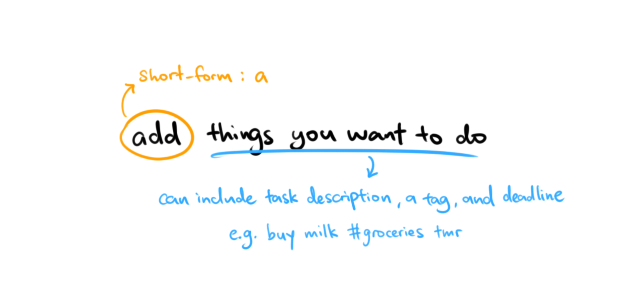 short-form : a
add things you want to do
can include task description, a tag, and deadline
e.g. buy milk #groceries tmr